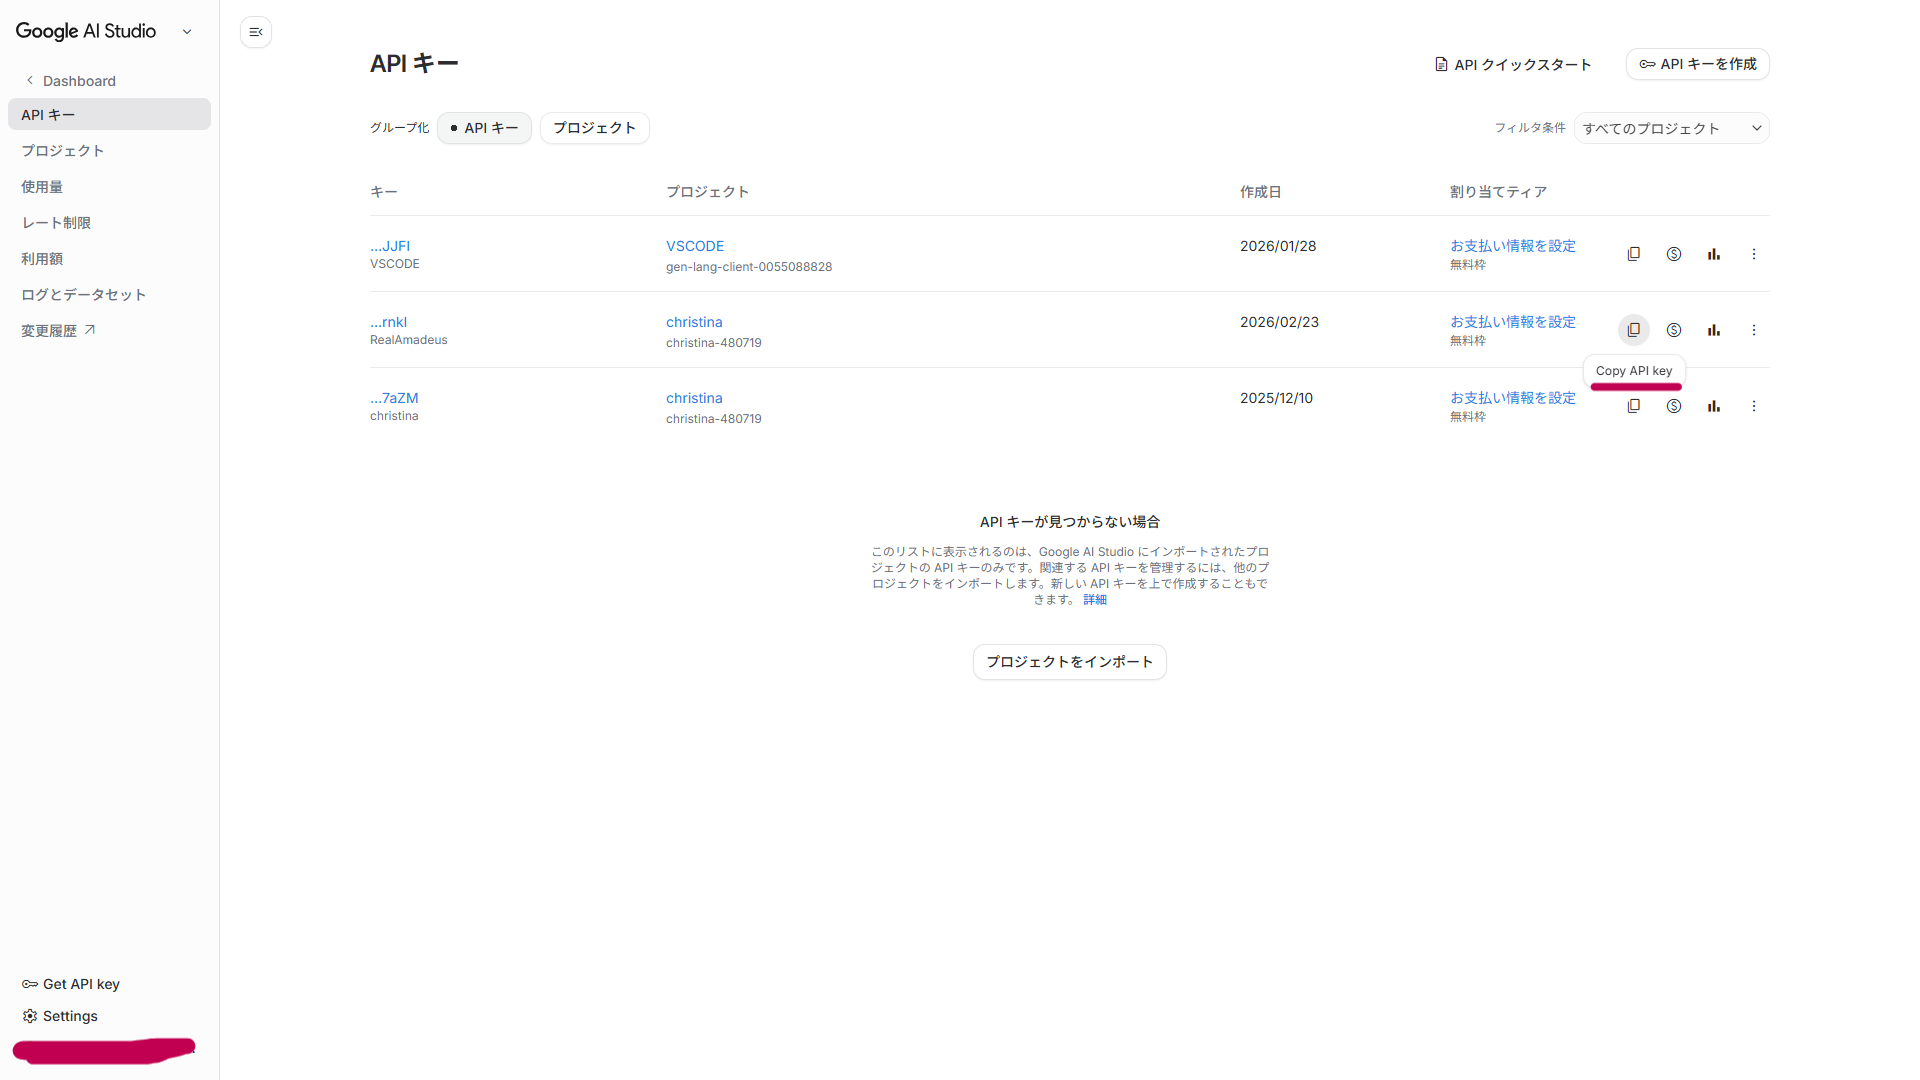 Google AI Studio
Dashboard
API キー
プロジェクト
使用量
レート制限
利用額
ログとデータセット
変更履歴
Get API key
Settings
API キー
API クイックスタート
API キーを作成
グループ化
API キー
プロジェクト
フィルタ条件
すべてのプロジェクト
キー プロジェクト 作成日 割り当てティア
...JJFI VSCODE 2026/01/28 お支払い情報を設定
VSCODE gen-lang-client-0055088828 無料枠
...rnkI christina 2026/02/23 お支払い情報を設定
RealAmadeus christina-480719 無料枠
Copy API key
...7aZM christina 2025/12/10 お支払い情報を設定
christina christina-480719 無料枠
API キーが見つからない場合
このリストに表示されるのは、Google AI Studio にインポートされたプロ
ジェクトの API キーのみです。関連する API キーを管理するには、他のプ
ロジェクトをインポートします。新しい API キーを上で作成することもで
きます。 詳細
プロジェクトをインポート